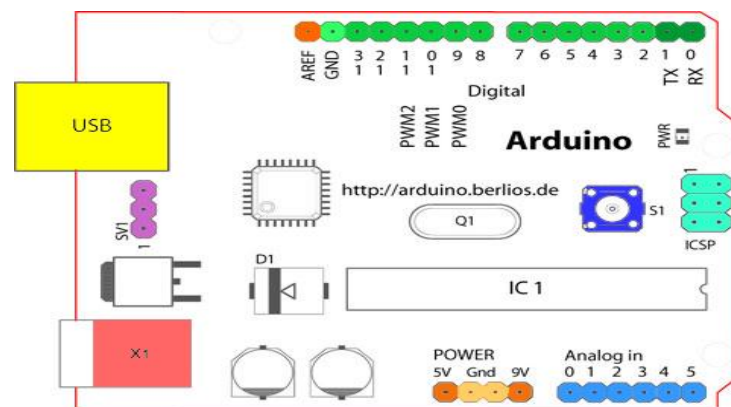 AREF GND 13 12 11 10 9 8 7 6 5 4 3 2 1 0
TX RX
Digital
USB
PWM2 PWM1 PWM0
Arduino
PWR
http://arduino.berlios.de
1
SV1
1
Q1
S1
ICSP
D1
IC 1
X1
POWER
5V Gnd 9V
Analog in
0 1 2 3 4 5